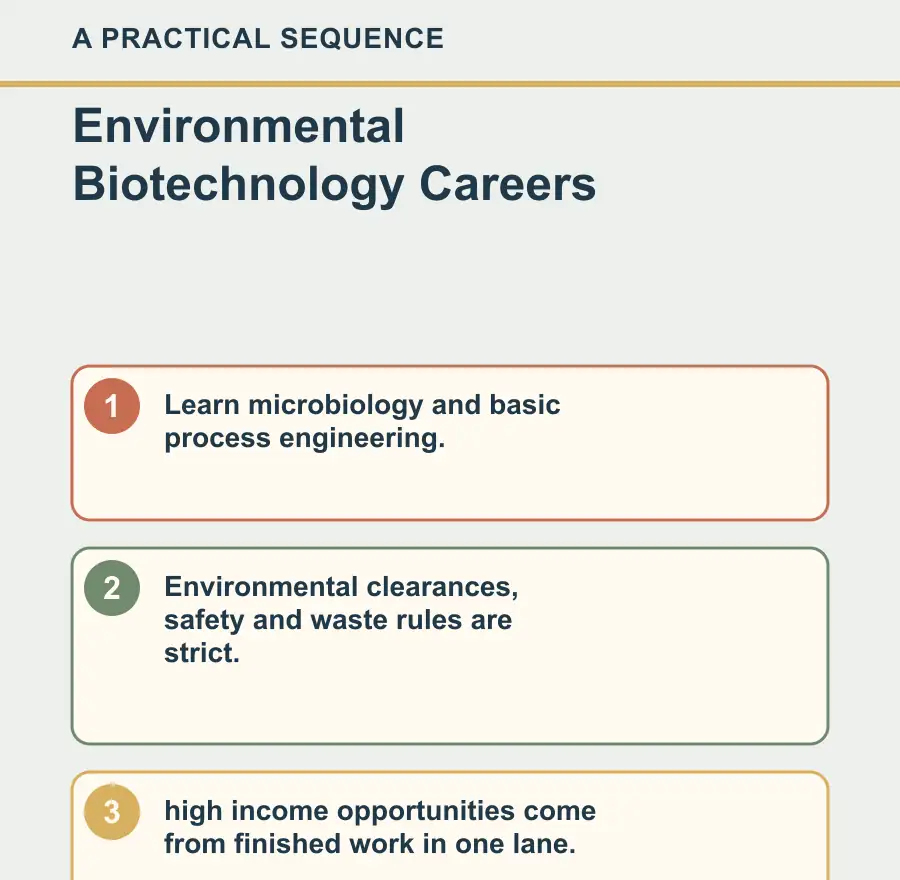 A PRACTICAL SEQUENCE
Environmental
Biotechnology Careers
1
Learn microbiology and basic
process engineering.
2
Environmental clearances,
safety and waste rules are
strict.
3
high income opportunities come
from finished work in one lane.